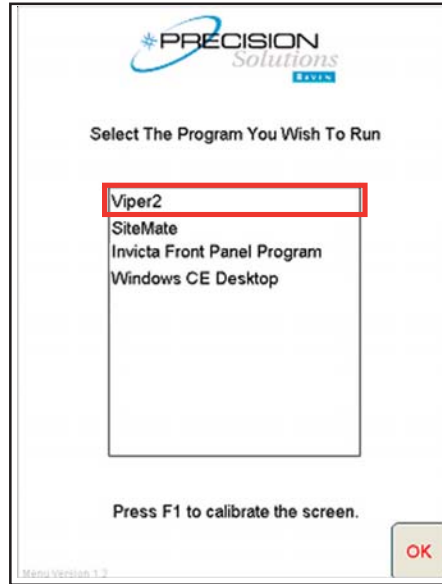 PRECISION
Solutions
RAVEN
Select The Program You Wish To Run
Viper2
SiteMate
Invicta Front Panel Program
Windows CE Desktop
Press F1 to calibrate the screen.
OK
Menu Version 1.2